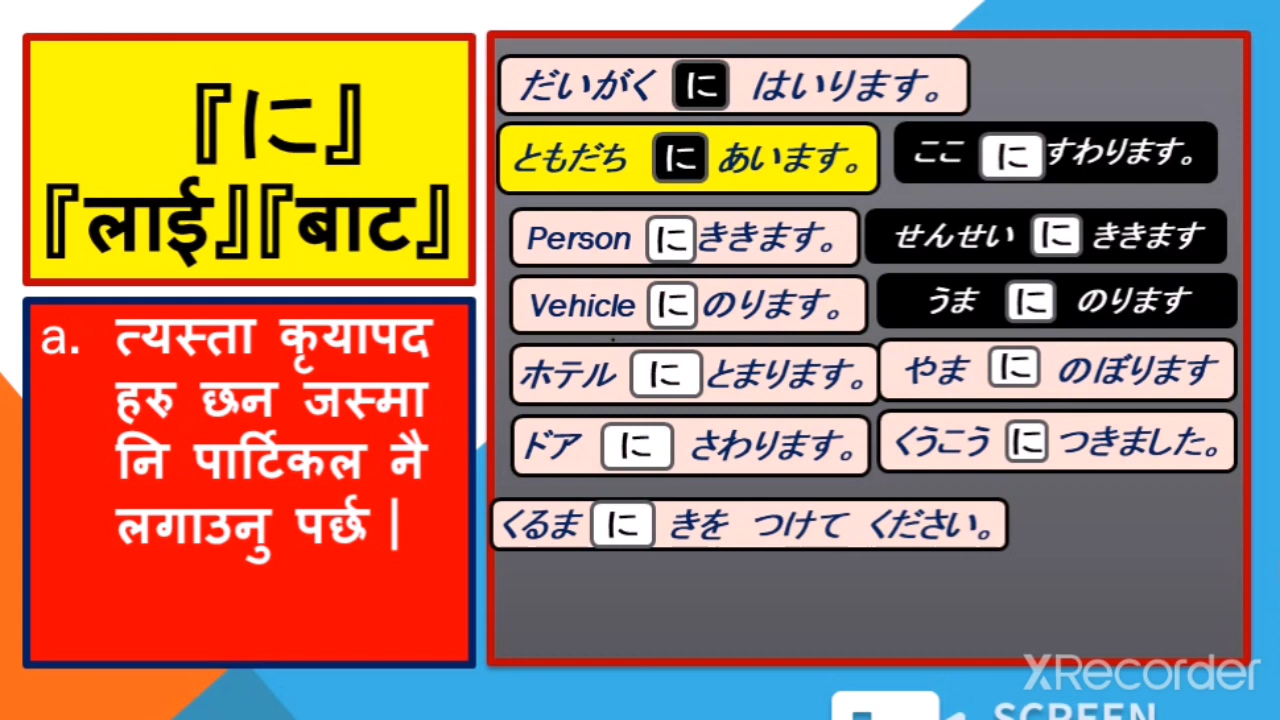 『に』
『लाई』『बाट』
a. त्यस्ता कृयापद
हरु छन जस्मा
नि पार्टिकल नै
लगाउनु पर्छ |
だいがく に はいります。
ともだち に あいます。
ここ に すわります。
Person に ききます。
せんせい に ききます
Vehicle に のります。
うま に のります
ホテル に とまります。
やま に のぼります
ドア に さわります。
くうこう に つきました。
くるま に きを つけて ください。
XRecorder
SCREEN